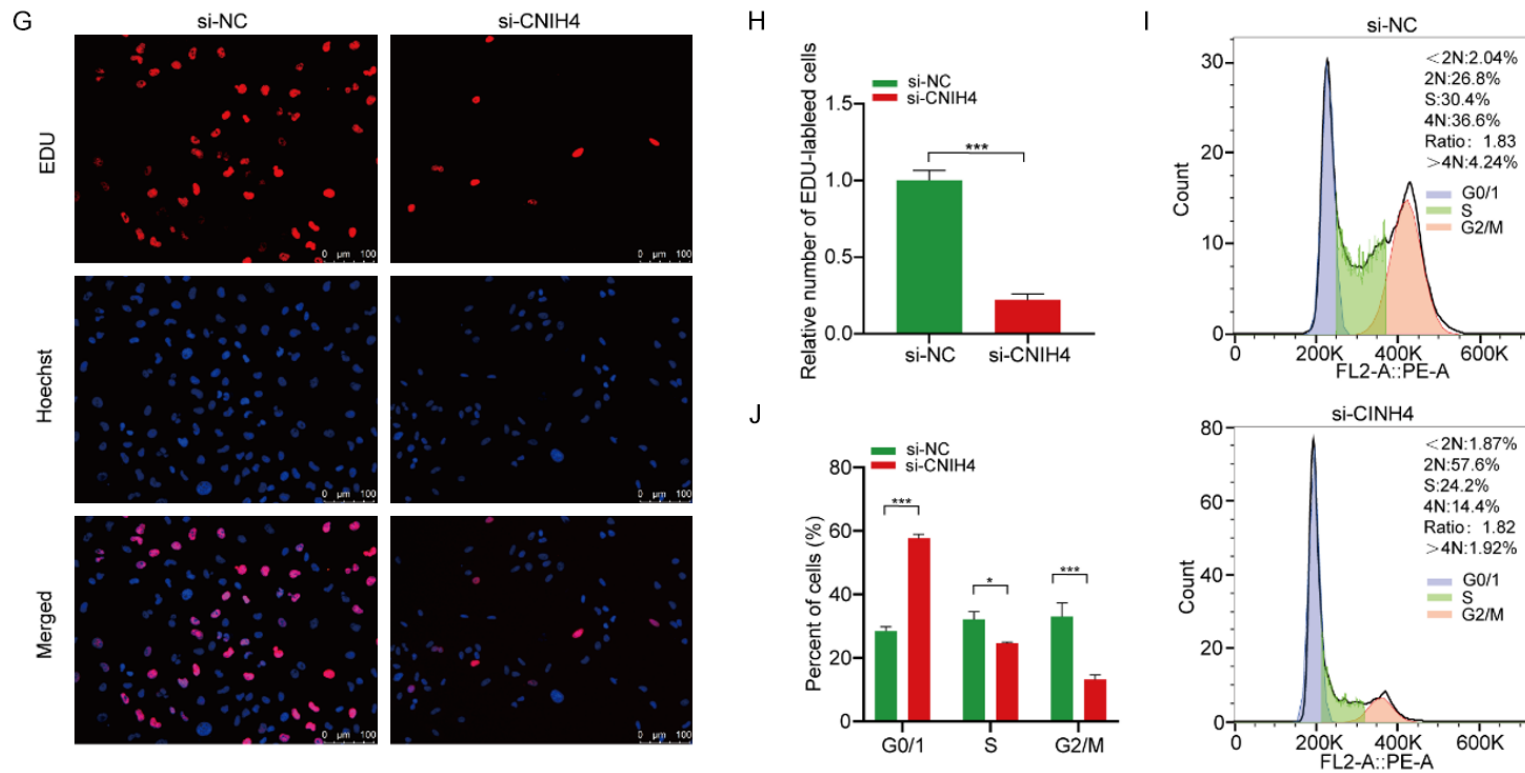 G
si-NC
si-CNIH4
EDU
0 μm 100
0 μm 100
Hoechst
0 μm 100
0 μm 100
Merged
0 μm 100
0 μm 100
H
si-NC
si-CNIH4
Relative number of EDU-lableed cells
1.5
1.0
0.5
0.0
***
si-NC
si-CNIH4
I
si-NC
Count
30
20
10
0
<2N:2.04%
2N:26.8%
S:30.4%
4N:36.6%
Ratio: 1.83
>4N:4.24%
G0/1
S
G2/M
0 200K 400K 600K
FL2-A::PE-A
J
si-NC
si-CNIH4
Percent of cells (%)
80
60
40
20
0
***
*
***
G0/1 S G2/M
si-CINH4
Count
80
60
40
20
0
<2N:1.87%
2N:57.6%
S:24.2%
4N:14.4%
Ratio: 1.82
>4N:1.92%
G0/1
S
G2/M
0 200K 400K 600K
FL2-A::PE-A